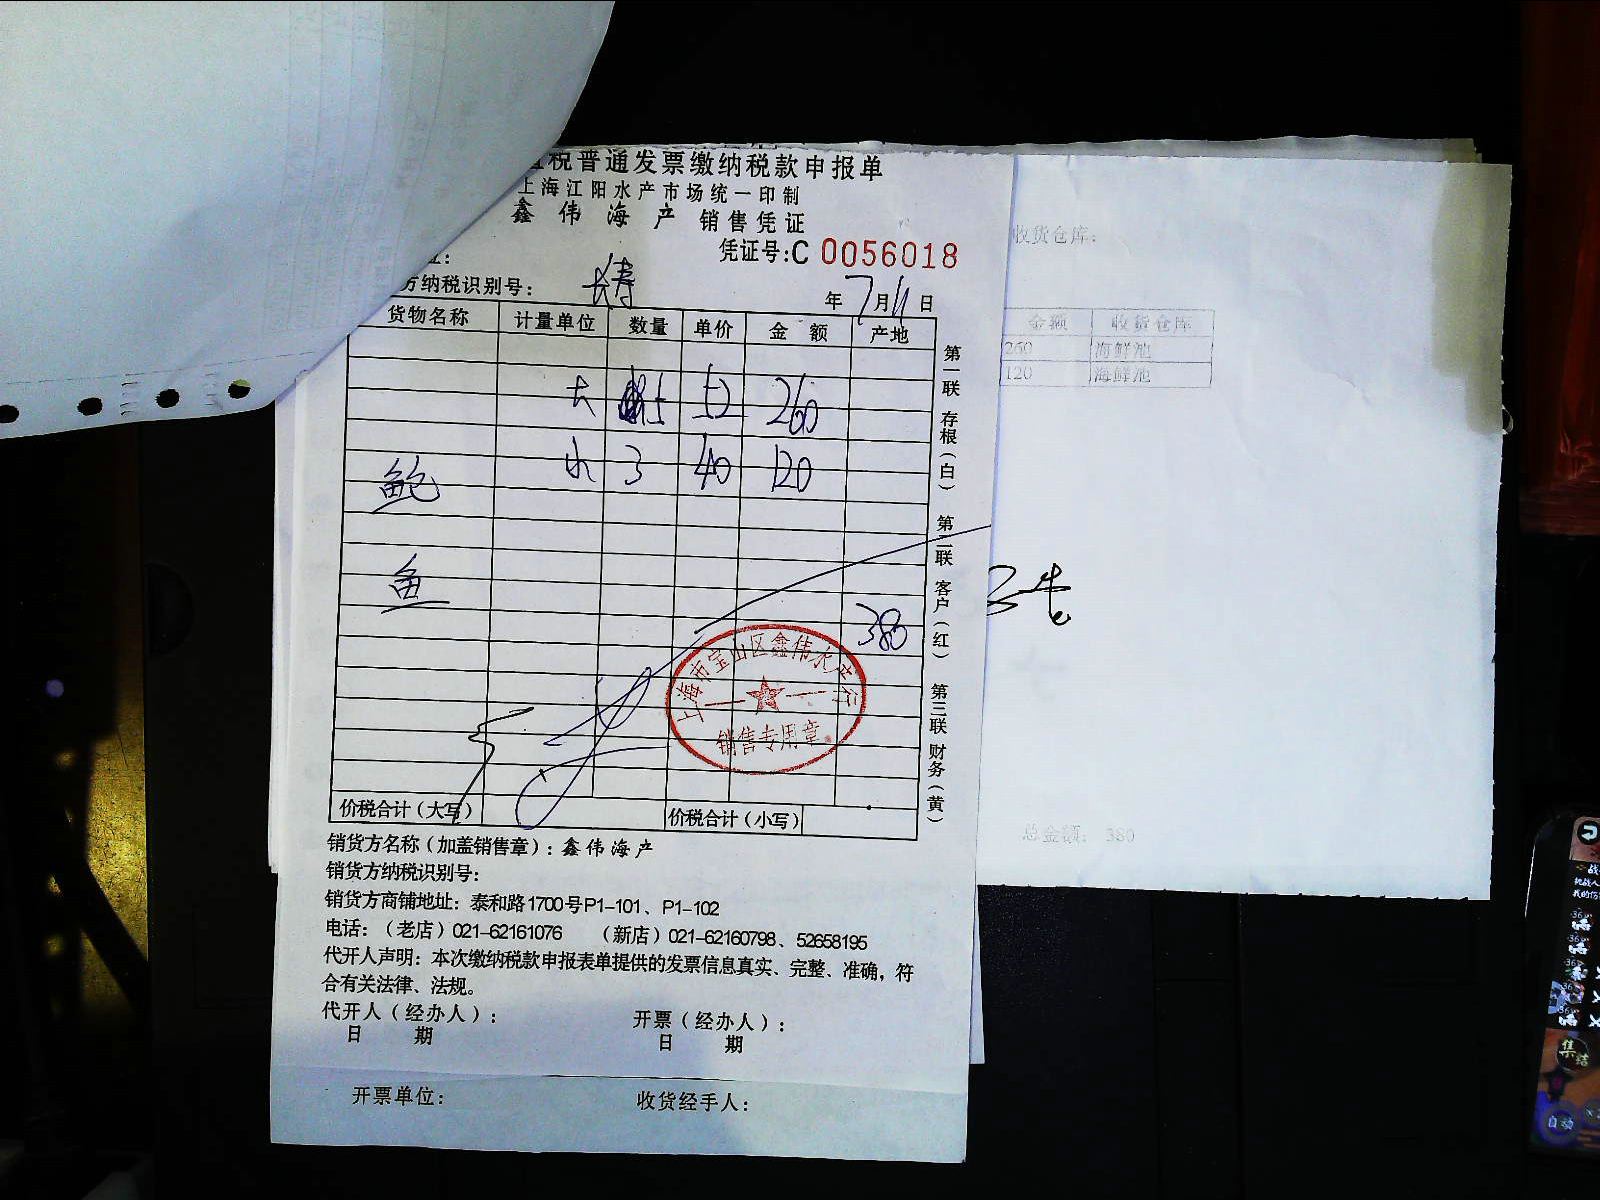 税普通发票缴纳税款申报单
上海江阳水产市场统一印制
鑫伟海产 销售凭证
凭证号:C 0056018
方纳税识别号: 长寿
年 7月11日
货物名称 计量单位 数量 单价 金额 产地
大 52 260
小 3 40 120
鲍
鱼
380
上海市宝山区鑫伟水产行
销售专用章
价税合计(大写) 价税合计(小写)
第一联 存根(白) 第二联 客户(红) 第三联 财务(黄)
销货方名称(加盖销售章): 鑫伟海产
销货方纳税识别号:
销货方商铺地址: 泰和路1700号P1-101、P1-102
电话:(老店)021-62161076 (新店)021-62160798、52658195
代开人声明: 本次缴纳税款申报表单提供的发票信息真实、完整、准确,符
合有关法律、法规。
代开人(经办人): 开票(经办人):
日 期 日 期
开票单位: 收货经手人:
收货仓库:
金额 收货仓库
260 海鲜池
120 海鲜池
总金额: 380
集结
自动